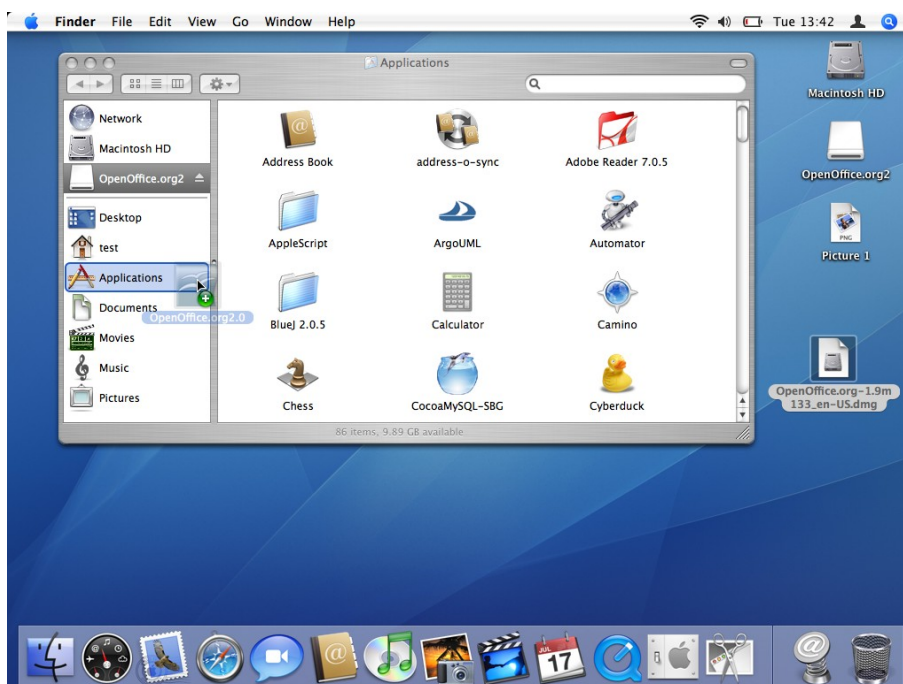 Finder File Edit View Go Window Help
Tue 13:42
Applications
Network
Macintosh HD
OpenOffice.org2
Desktop
test
Applications
Documents
OpenOffice.org2.0
Movies
Music
Pictures
Address Book
address-o-sync
Adobe Reader 7.0.5
AppleScript
ArgoUML
Automator
BlueJ 2.0.5
Calculator
Camino
Chess
CocoaMySQL-SBG
Cyberduck
86 items, 9.89 GB available
Macintosh HD
OpenOffice.org2
PNG
Picture 1
OpenOffice.org-1.9m
133_en-US.dmg
JUL
17